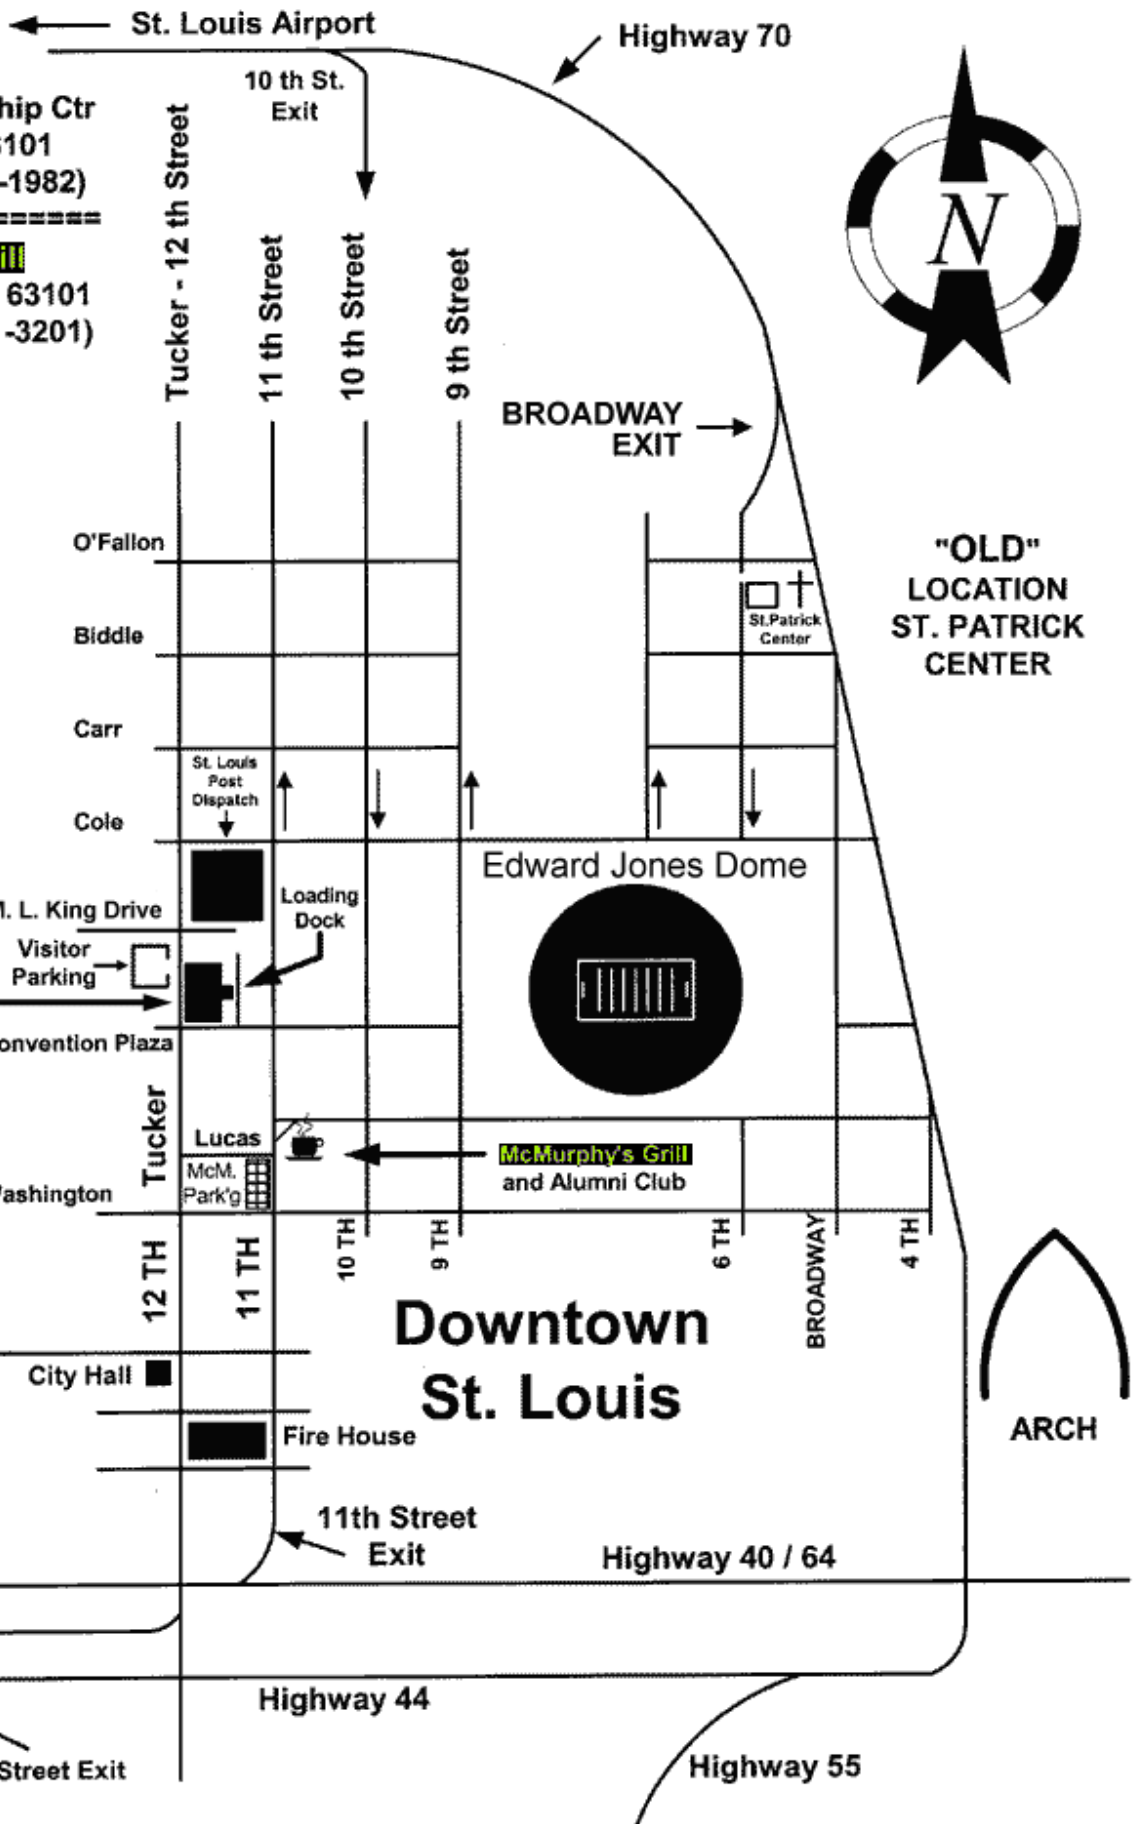 St. Louis Airport
Highway 70
10 th St.
Exit
hip Ctr
101
-1982)
======
ill
63101
-3201)
Tucker - 12 th Street
11 th Street
10 th Street
9 th Street
N
BROADWAY
EXIT
O'Fallon
"OLD"
LOCATION
ST. PATRICK
CENTER
Biddle
St.Patrick
Center
Carr
St. Louis
Post
Dispatch
Cole
Edward Jones Dome
Loading
Dock
. L. King Drive
Visitor
Parking
onvention Plaza
Tucker
Lucas
McMurphy's Grill
and Alumni Club
McM.
Park'g
ashington
12 TH
11 TH
10 TH
9 TH
6 TH
BROADWAY
4 TH
Downtown
St. Louis
City Hall
Fire House
ARCH
11th Street
Exit
Highway 40 / 64
Highway 44
Street Exit
Highway 55